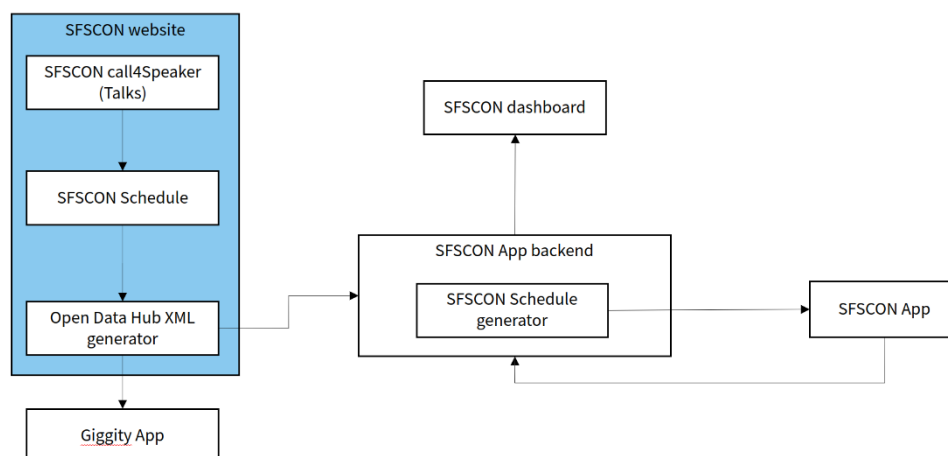 SFSCON website
SFSCON call4Speaker
(Talks)
SFSCON Schedule
Open Data Hub XML
generator
Giggity App
SFSCON dashboard
SFSCON App backend
SFSCON Schedule
generator
SFSCON App